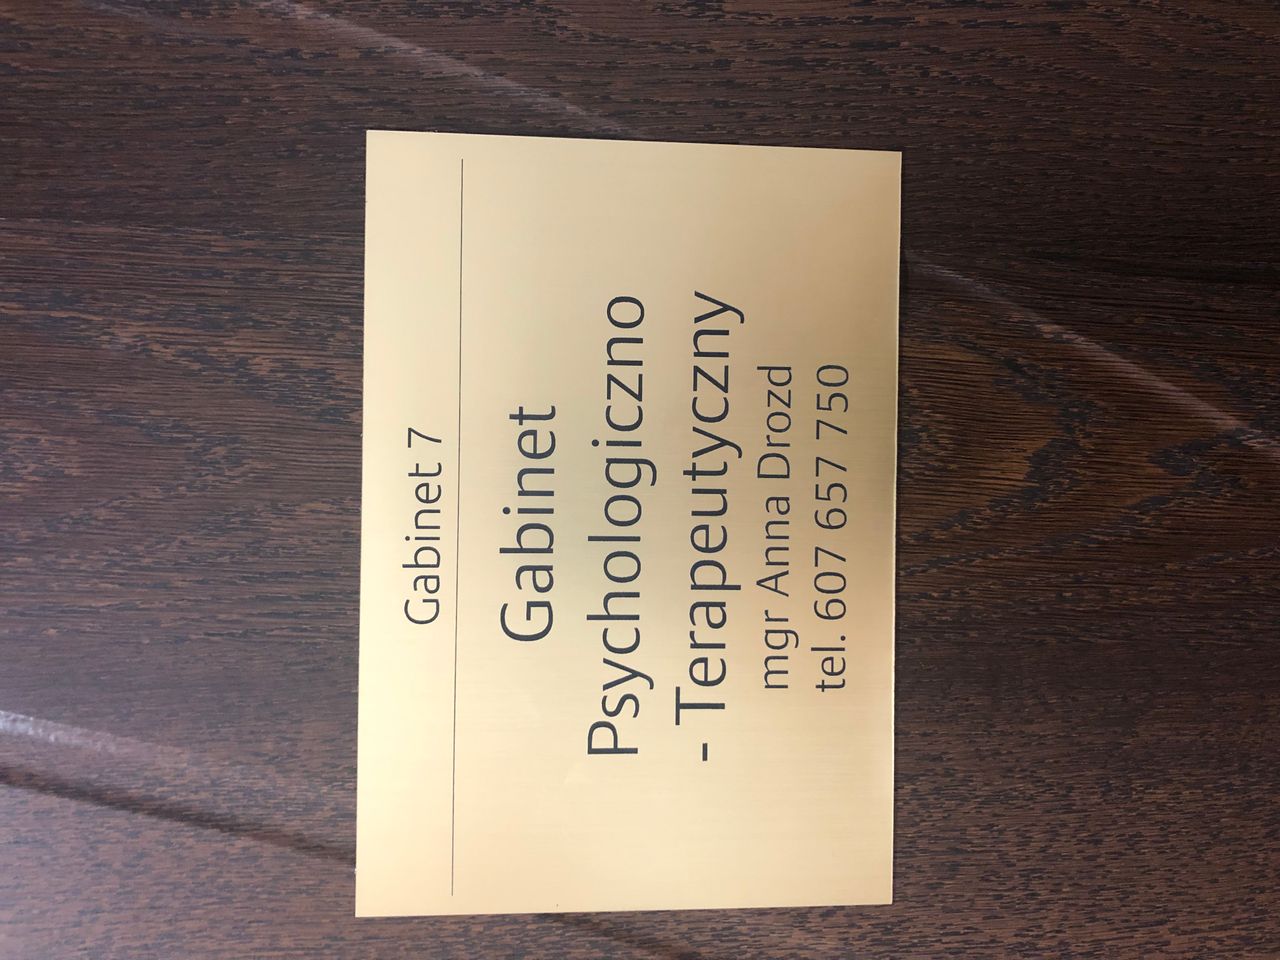 Gabinet 7
Gabinet
Psychologiczno
- Terapeutyczny
mgr Anna Drozd
tel. 607 657 750